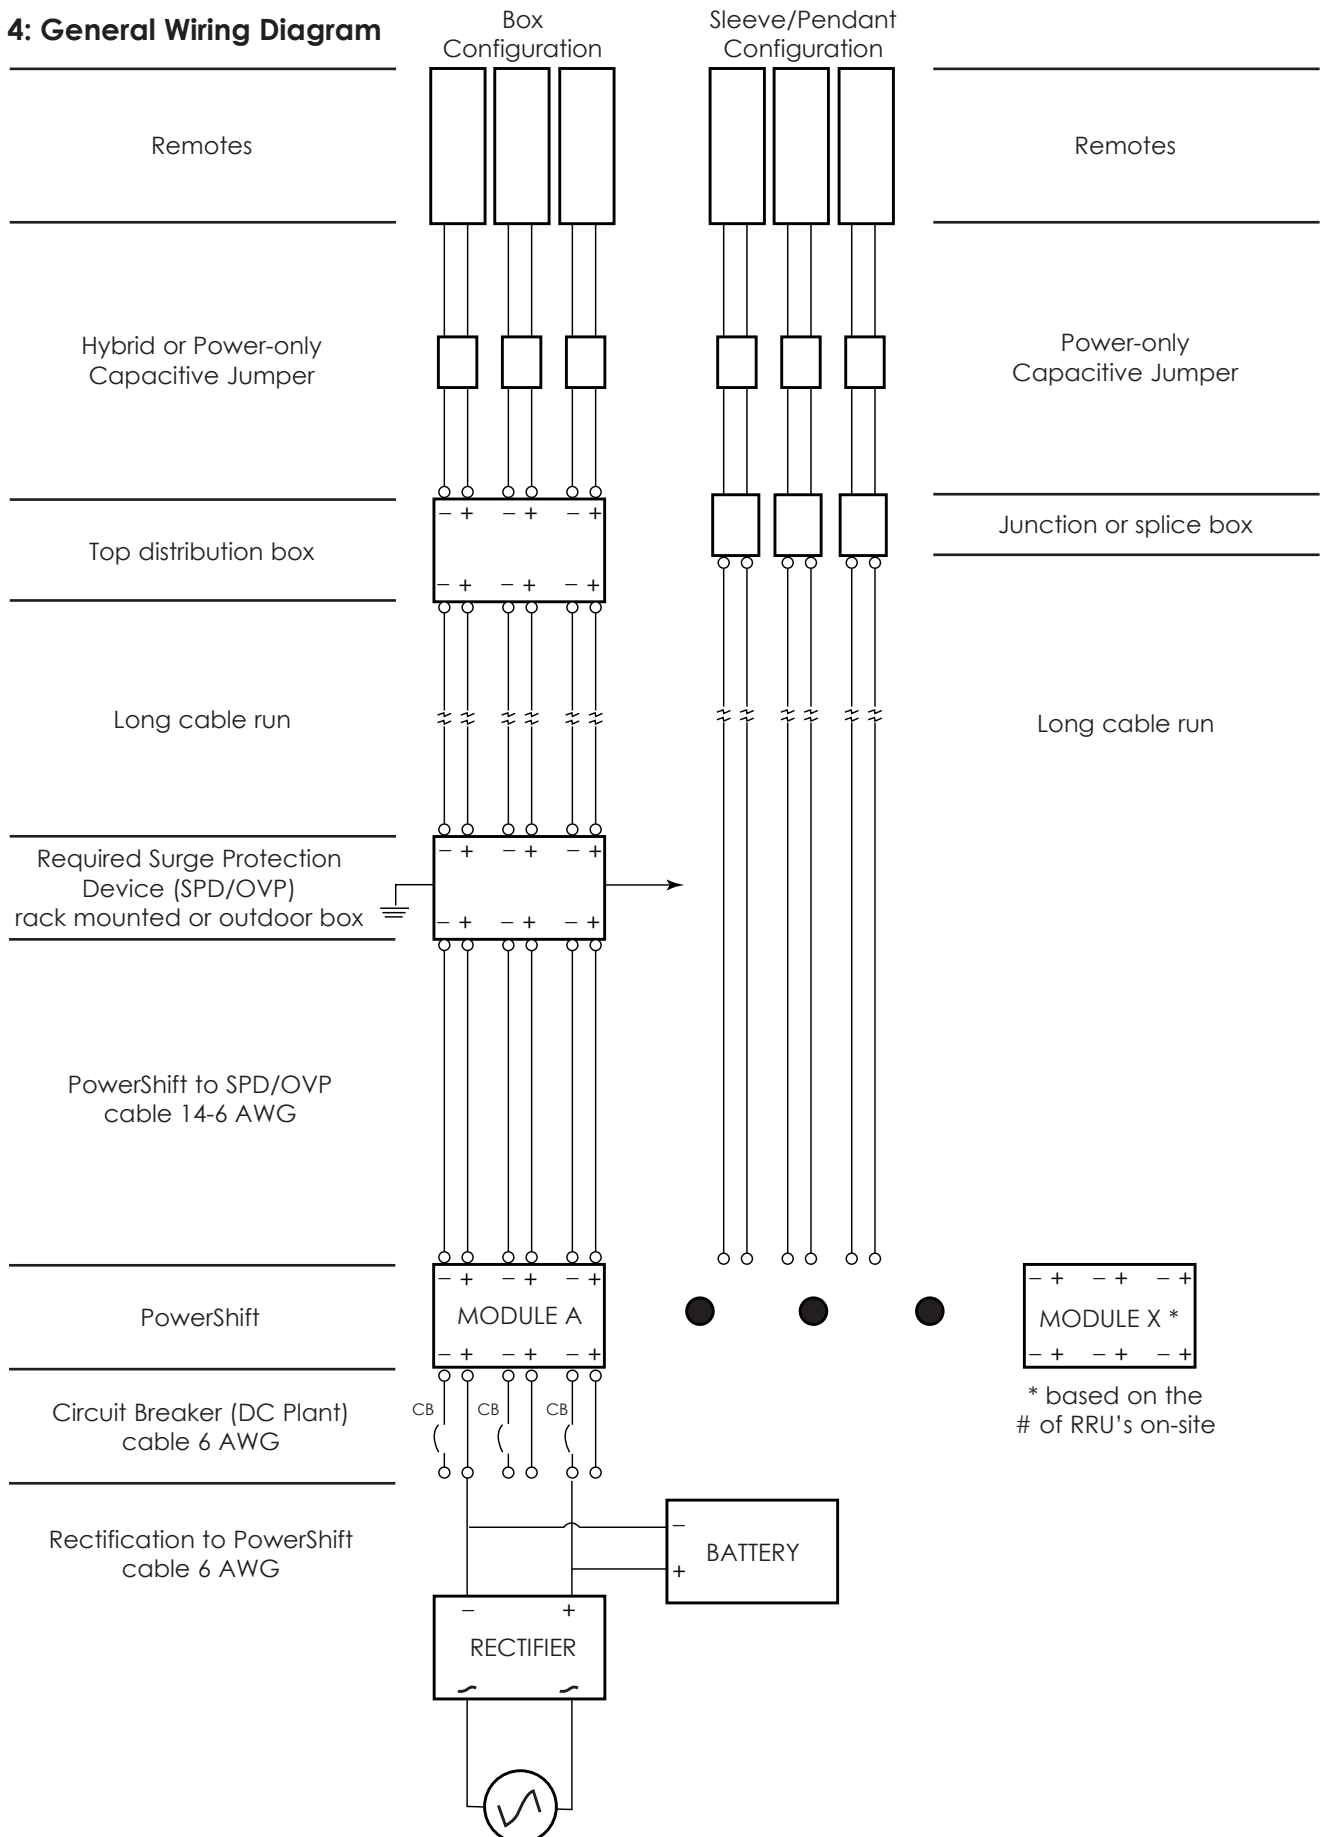 4: General Wiring Diagram
Box
Configuration
Sleeve/Pendant
Configuration
Remotes
Remotes
Hybrid or Power-only
Capacitive Jumper
Power-only
Capacitive Jumper
− + − + − +
Top distribution box
− + − + − +
Junction or splice box
Long cable run
Long cable run
Required Surge Protection
Device (SPD/OVP)
rack mounted or outdoor box
− + − + − +
− + − + − +
PowerShift to SPD/OVP
cable 14-6 AWG
PowerShift
− + − + − +
MODULE A
− + − + − +
− + − + − +
MODULE X *
− + − + − +
* based on the
# of RRU’s on-site
Circuit Breaker (DC Plant)
cable 6 AWG
CB CB CB
Rectification to PowerShift
cable 6 AWG
−
BATTERY
+
− +
RECTIFIER